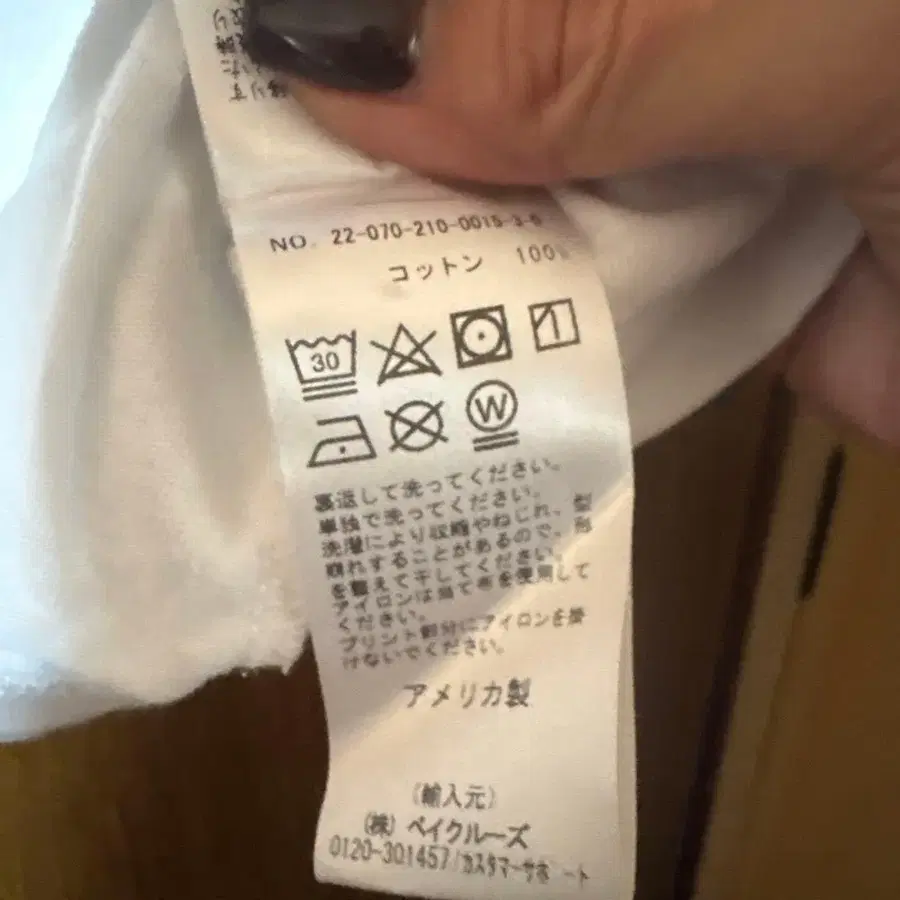 NO. 22-070-210-0015-3-0
コットン 100%
30
W
裏返して洗ってください。
単独で洗ってください。
洗濯により収縮やねじれ、型
崩れすることがあるので、形
を整えて干してください。
アイロンは当て布を使用して
ください。
プリント部分にアイロンを掛
けないでください。
アメリカ製
(輸入元)
(株) ベイクルーズ
0120-301457/カスタマーサポート